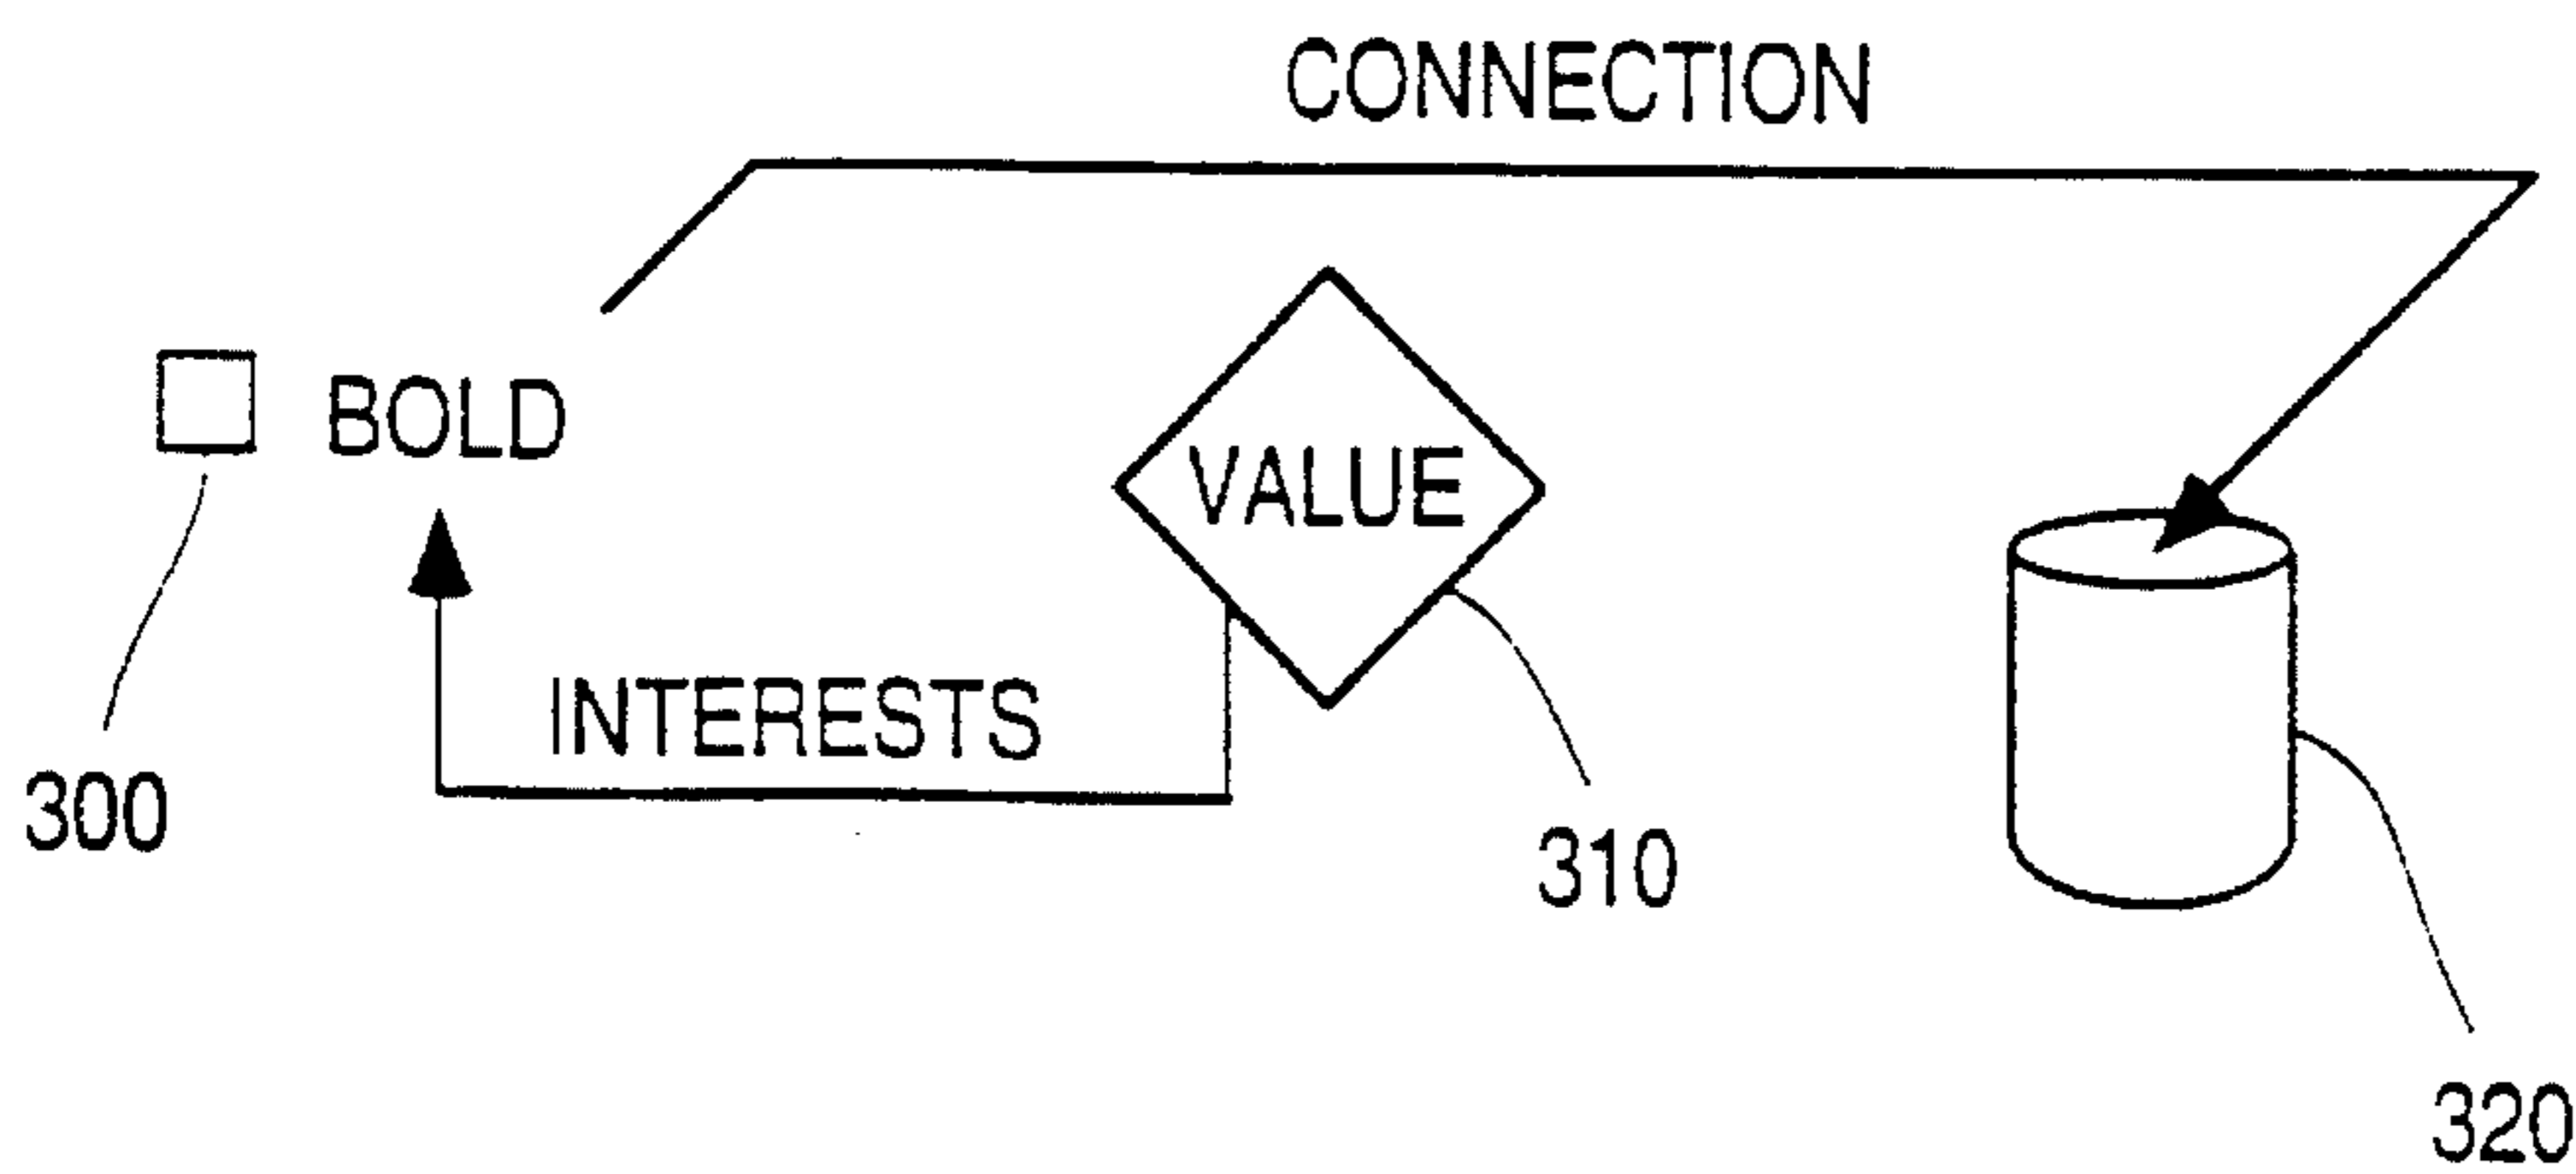 CONNECTION
BOLD
VALUE
INTERESTS
300
310
320